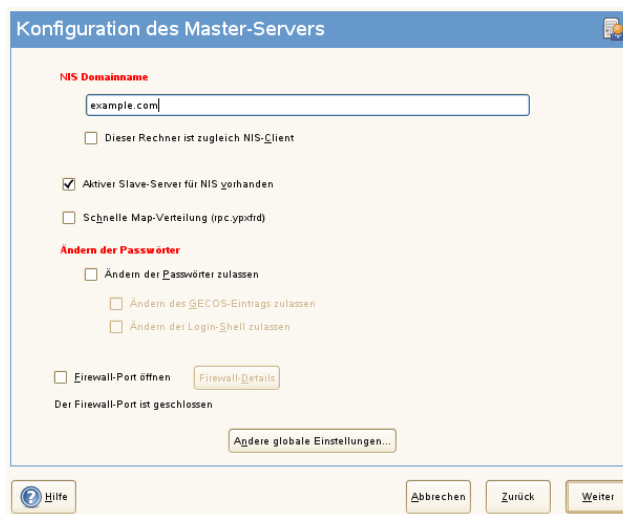 Konfiguration des Master-Servers
NIS Domainname
example.com
Dieser Rechner ist zugleich NIS-Client
Aktiver Slave-Server für NIS vorhanden
Schnelle Map-Verteilung (rpc.ypxfrd)
Ändern der Passwörter
Ändern der Passwörter zulassen
Ändern des GECOS-Eintrags zulassen
Ändern der Login-Shell zulassen
Firewall-Port öffnen Firewall-Details
Der Firewall-Port ist geschlossen
Andere globale Einstellungen...
Hilfe Abbrechen Zurück Weiter